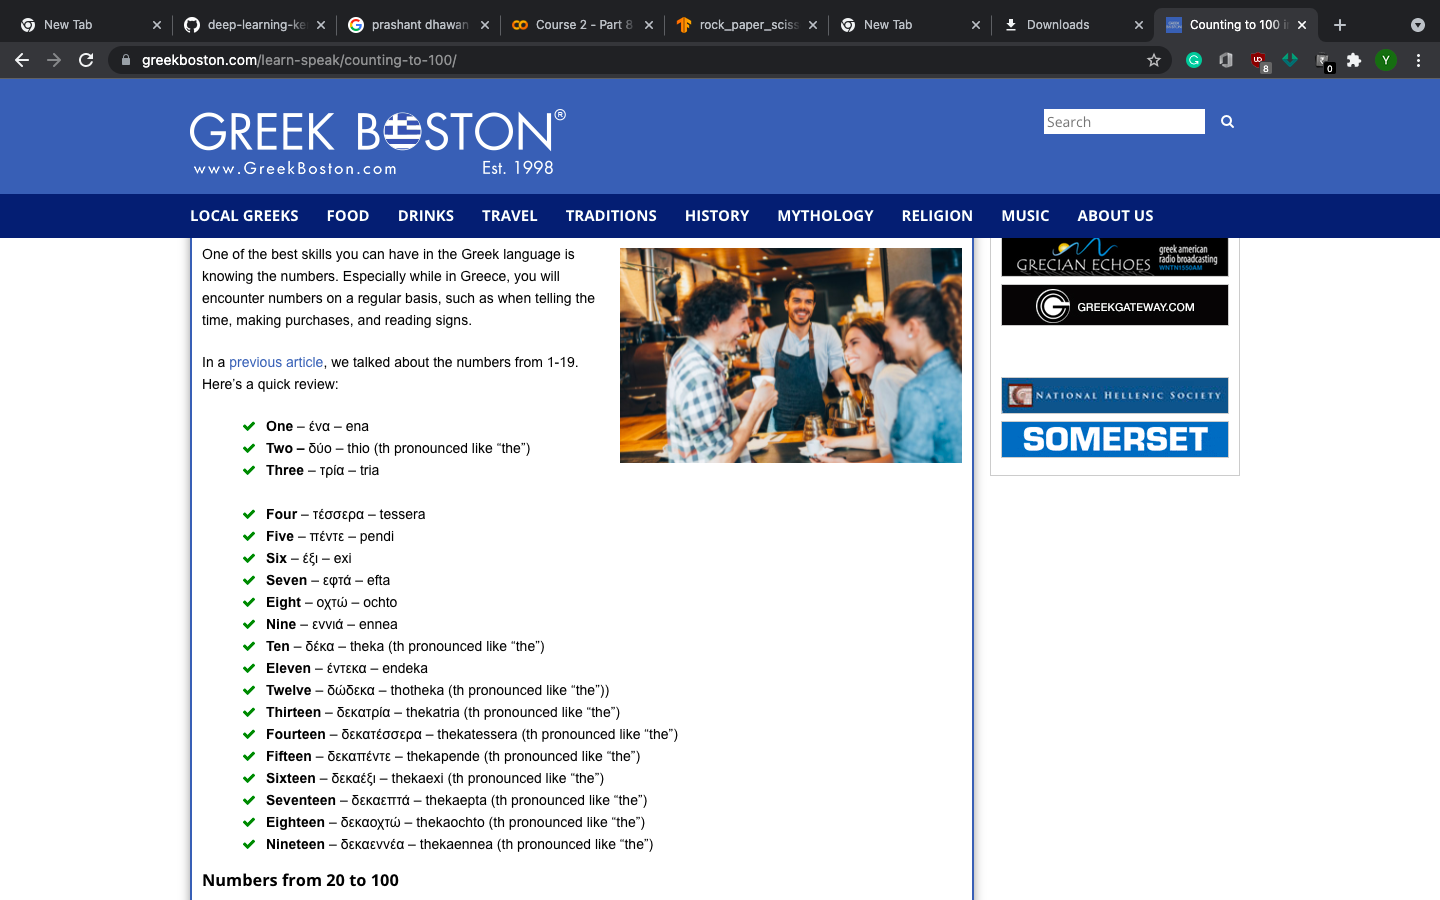 New Tab
deep-learning-ke
prashant dhawan
Course 2 - Part 8
rock_paper_sciss
New Tab
Downloads
Counting to 100 i
greekboston.com/learn-speak/counting-to-100/
8
0
Y
GREEK BOSTON®
www.GreekBoston.com Est. 1998
Search
LOCAL GREEKS FOOD DRINKS TRAVEL TRADITIONS HISTORY MYTHOLOGY RELIGION MUSIC ABOUT US
One of the best skills you can have in the Greek language is
knowing the numbers. Especially while in Greece, you will
encounter numbers on a regular basis, such as when telling the
time, making purchases, and reading signs.
In a previous article, we talked about the numbers from 1-19.
Here’s a quick review:
One – ένα – ena
Two – δύο – thio (th pronounced like “the”)
Three – τρία – tria
Four – τέσσερα – tessera
Five – πέντε – pendi
Six – έξι – exi
Seven – εφτά – efta
Eight – οχτώ – ochto
Nine – εννιά – ennea
Ten – δέκα – theka (th pronounced like “the”)
Eleven – έντεκα – endeka
Twelve – δώδεκα – thotheka (th pronounced like “the”))
Thirteen – δεκατρία – thekatria (th pronounced like “the”)
Fourteen – δεκατέσσερα – thekatessera (th pronounced like “the”)
Fifteen – δεκαπέντε – thekapende (th pronounced like “the”)
Sixteen – δεκαέξι – thekaexi (th pronounced like “the”)
Seventeen – δεκαεπτά – thekaepta (th pronounced like “the”)
Eighteen – δεκαοχτώ – thekaochto (th pronounced like “the”)
Nineteen – δεκαεννέα – thekaennea (th pronounced like “the”)
Numbers from 20 to 100
GRECIAN ECHOES
greek american
radio broadcasting
WNTN1550AM
GREEKGATEWAY.COM
NATIONAL HELLENIC SOCIETY
SOMERSET